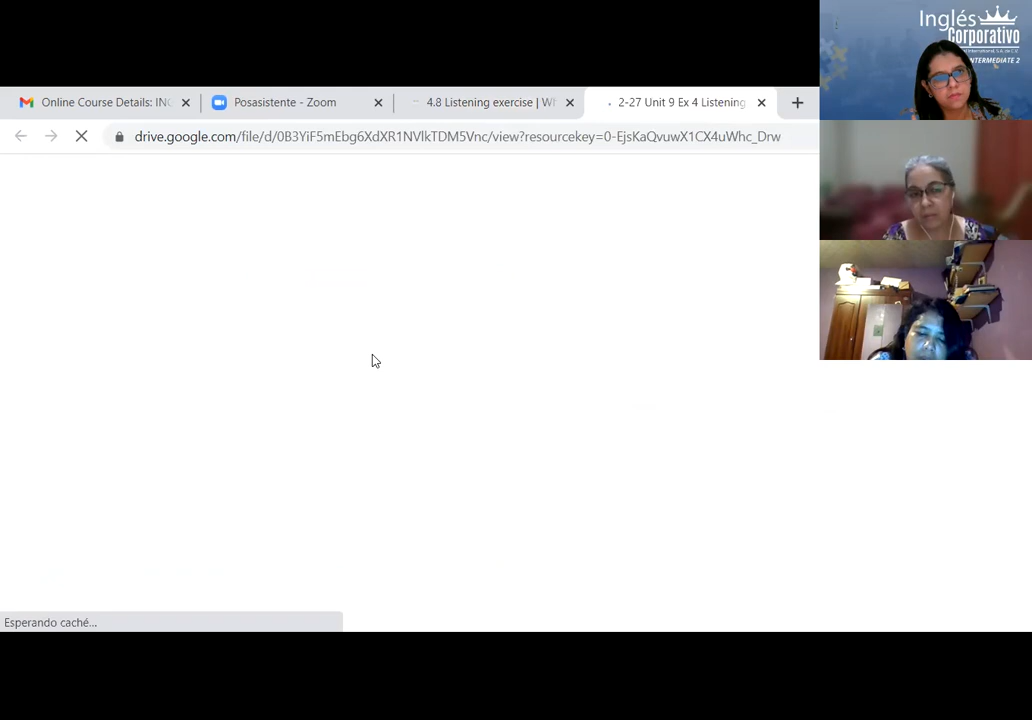 Inglés
Corporativo
INTERMEDIATE 2
Online Course Details: INC
Posasistente - Zoom
4.8 Listening exercise | Wh
2-27 Unit 9 Ex 4 Listening
drive.google.com/file/d/0B3YiF5mEbg6XdXR1NVlkTDM5Vnc/view?resourcekey=0-EjsKaQvuwX1CX4uWhc_Drw
Esperando caché...